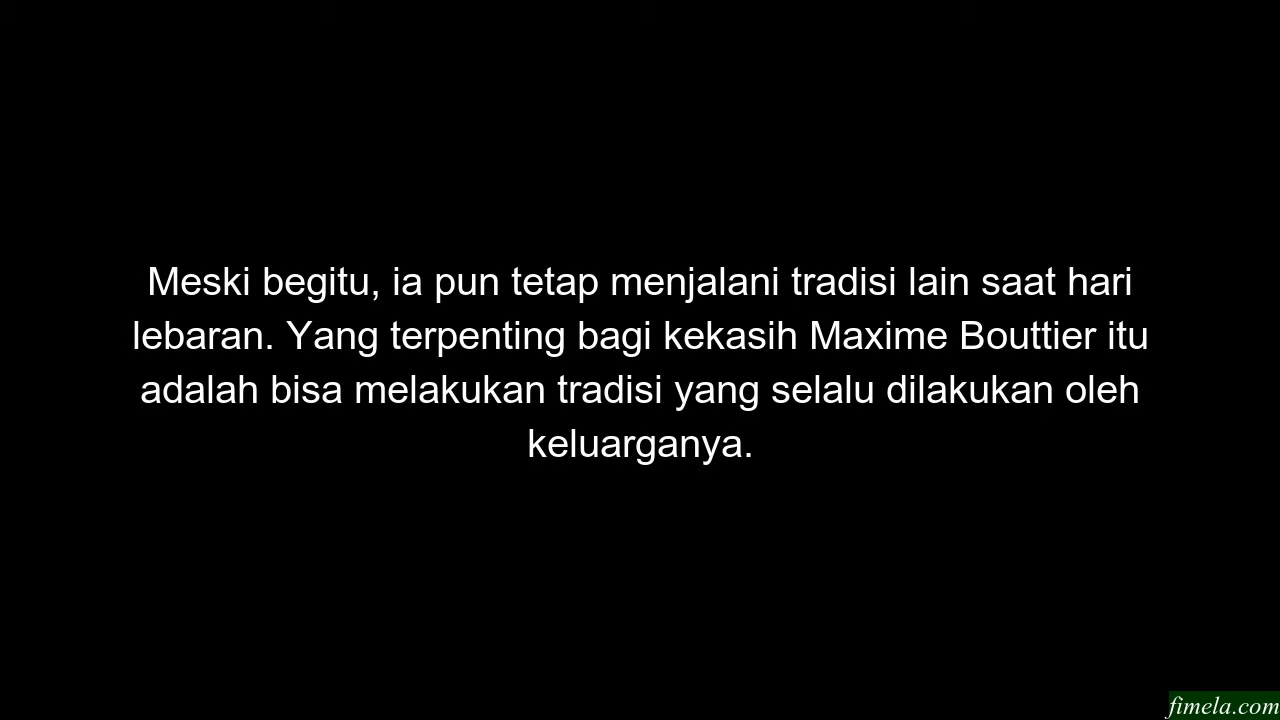 Meski begitu, ia pun tetap menjalani tradisi lain saat hari
lebaran. Yang terpenting bagi kekasih Maxime Bouttier itu
adalah bisa melakukan tradisi yang selalu dilakukan oleh
keluarganya.
fimela.com